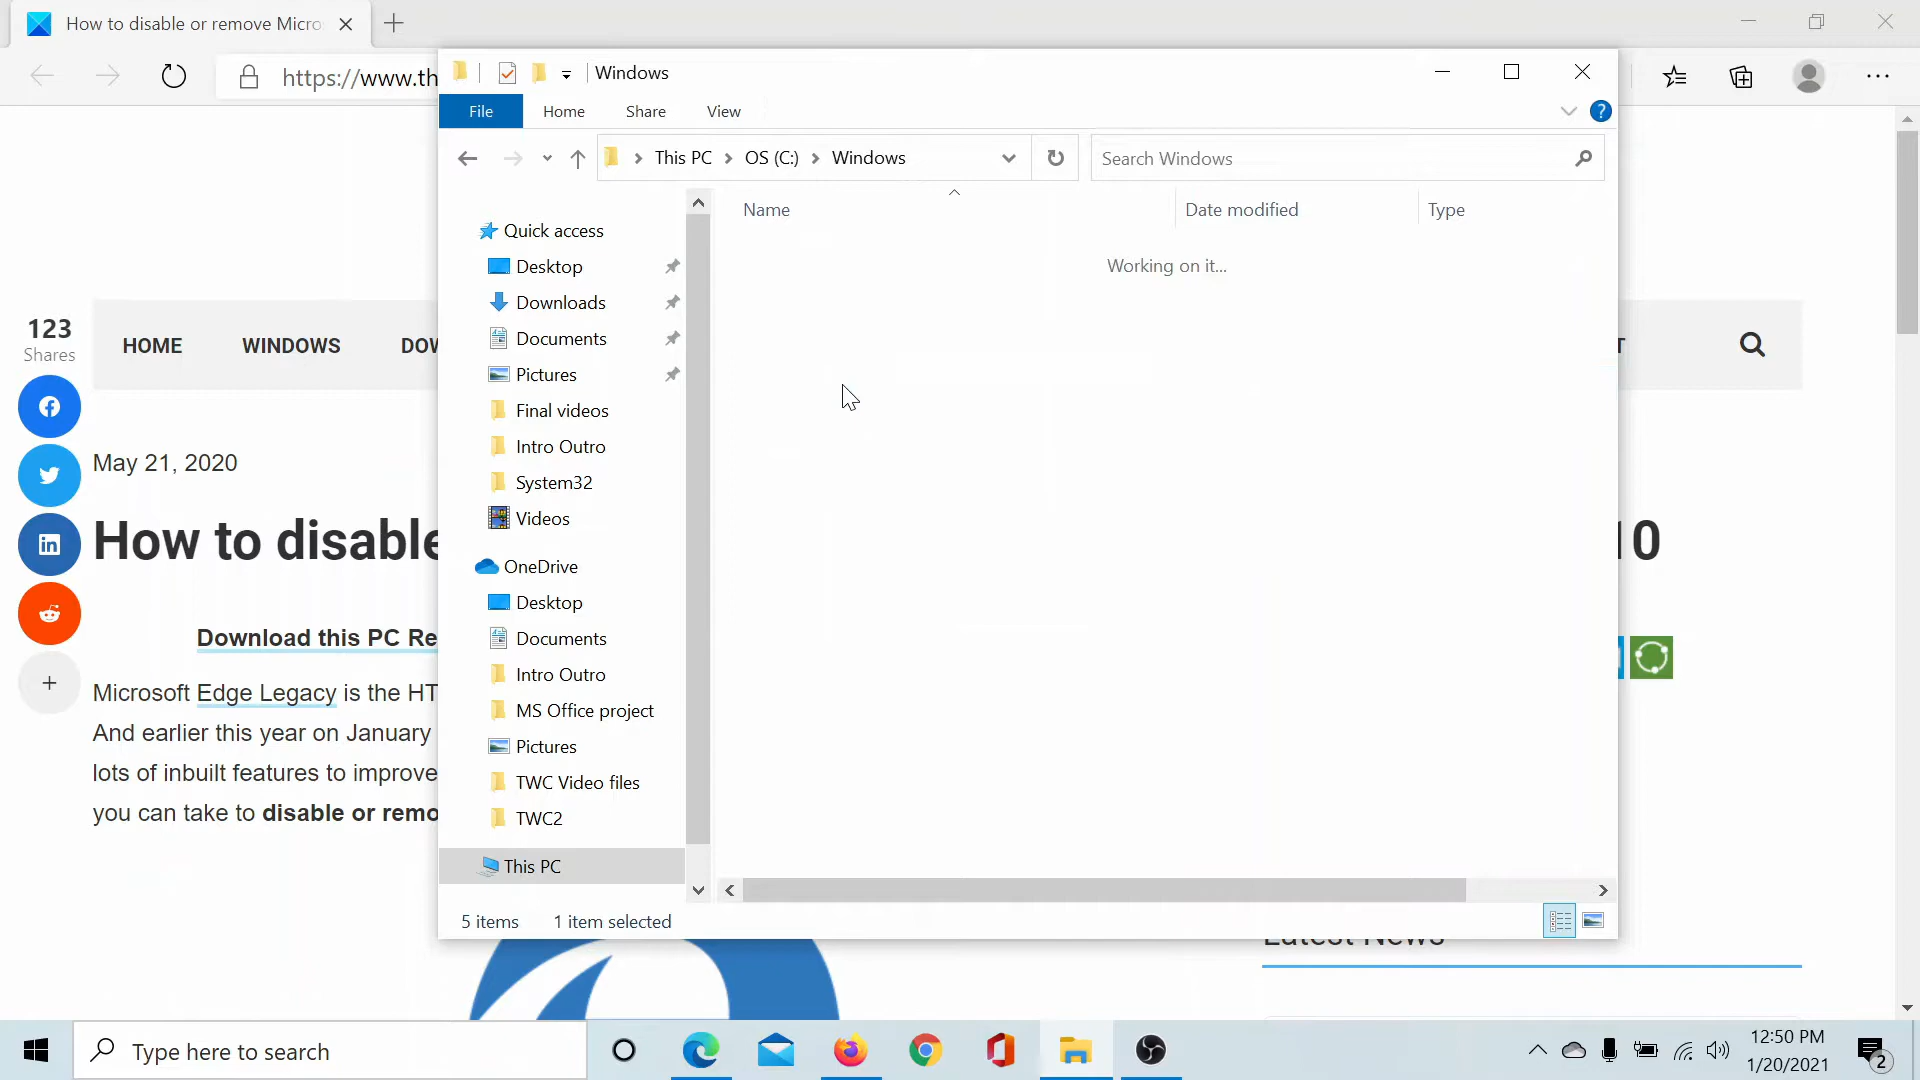 How to disable or remove Micro
https://www.th
Windows
File
Home
Share
View
This PC
OS (C:)
Windows
Search Windows
Name
Date modified
Type
Working on it...
Quick access
Desktop
Downloads
Documents
Pictures
Final videos
Intro Outro
System32
Videos
OneDrive
Desktop
Documents
Intro Outro
MS Office project
Pictures
TWC Video files
TWC2
This PC
5 items
1 item selected
123
Shares
HOME
WINDOWS
May 21, 2020
How to disable
10
Download this PC Re
Microsoft Edge Legacy is the HT
And earlier this year on January
lots of inbuilt features to improve
you can take to disable or remo
Latest News
Type here to search
12:50 PM
1/20/2021
2